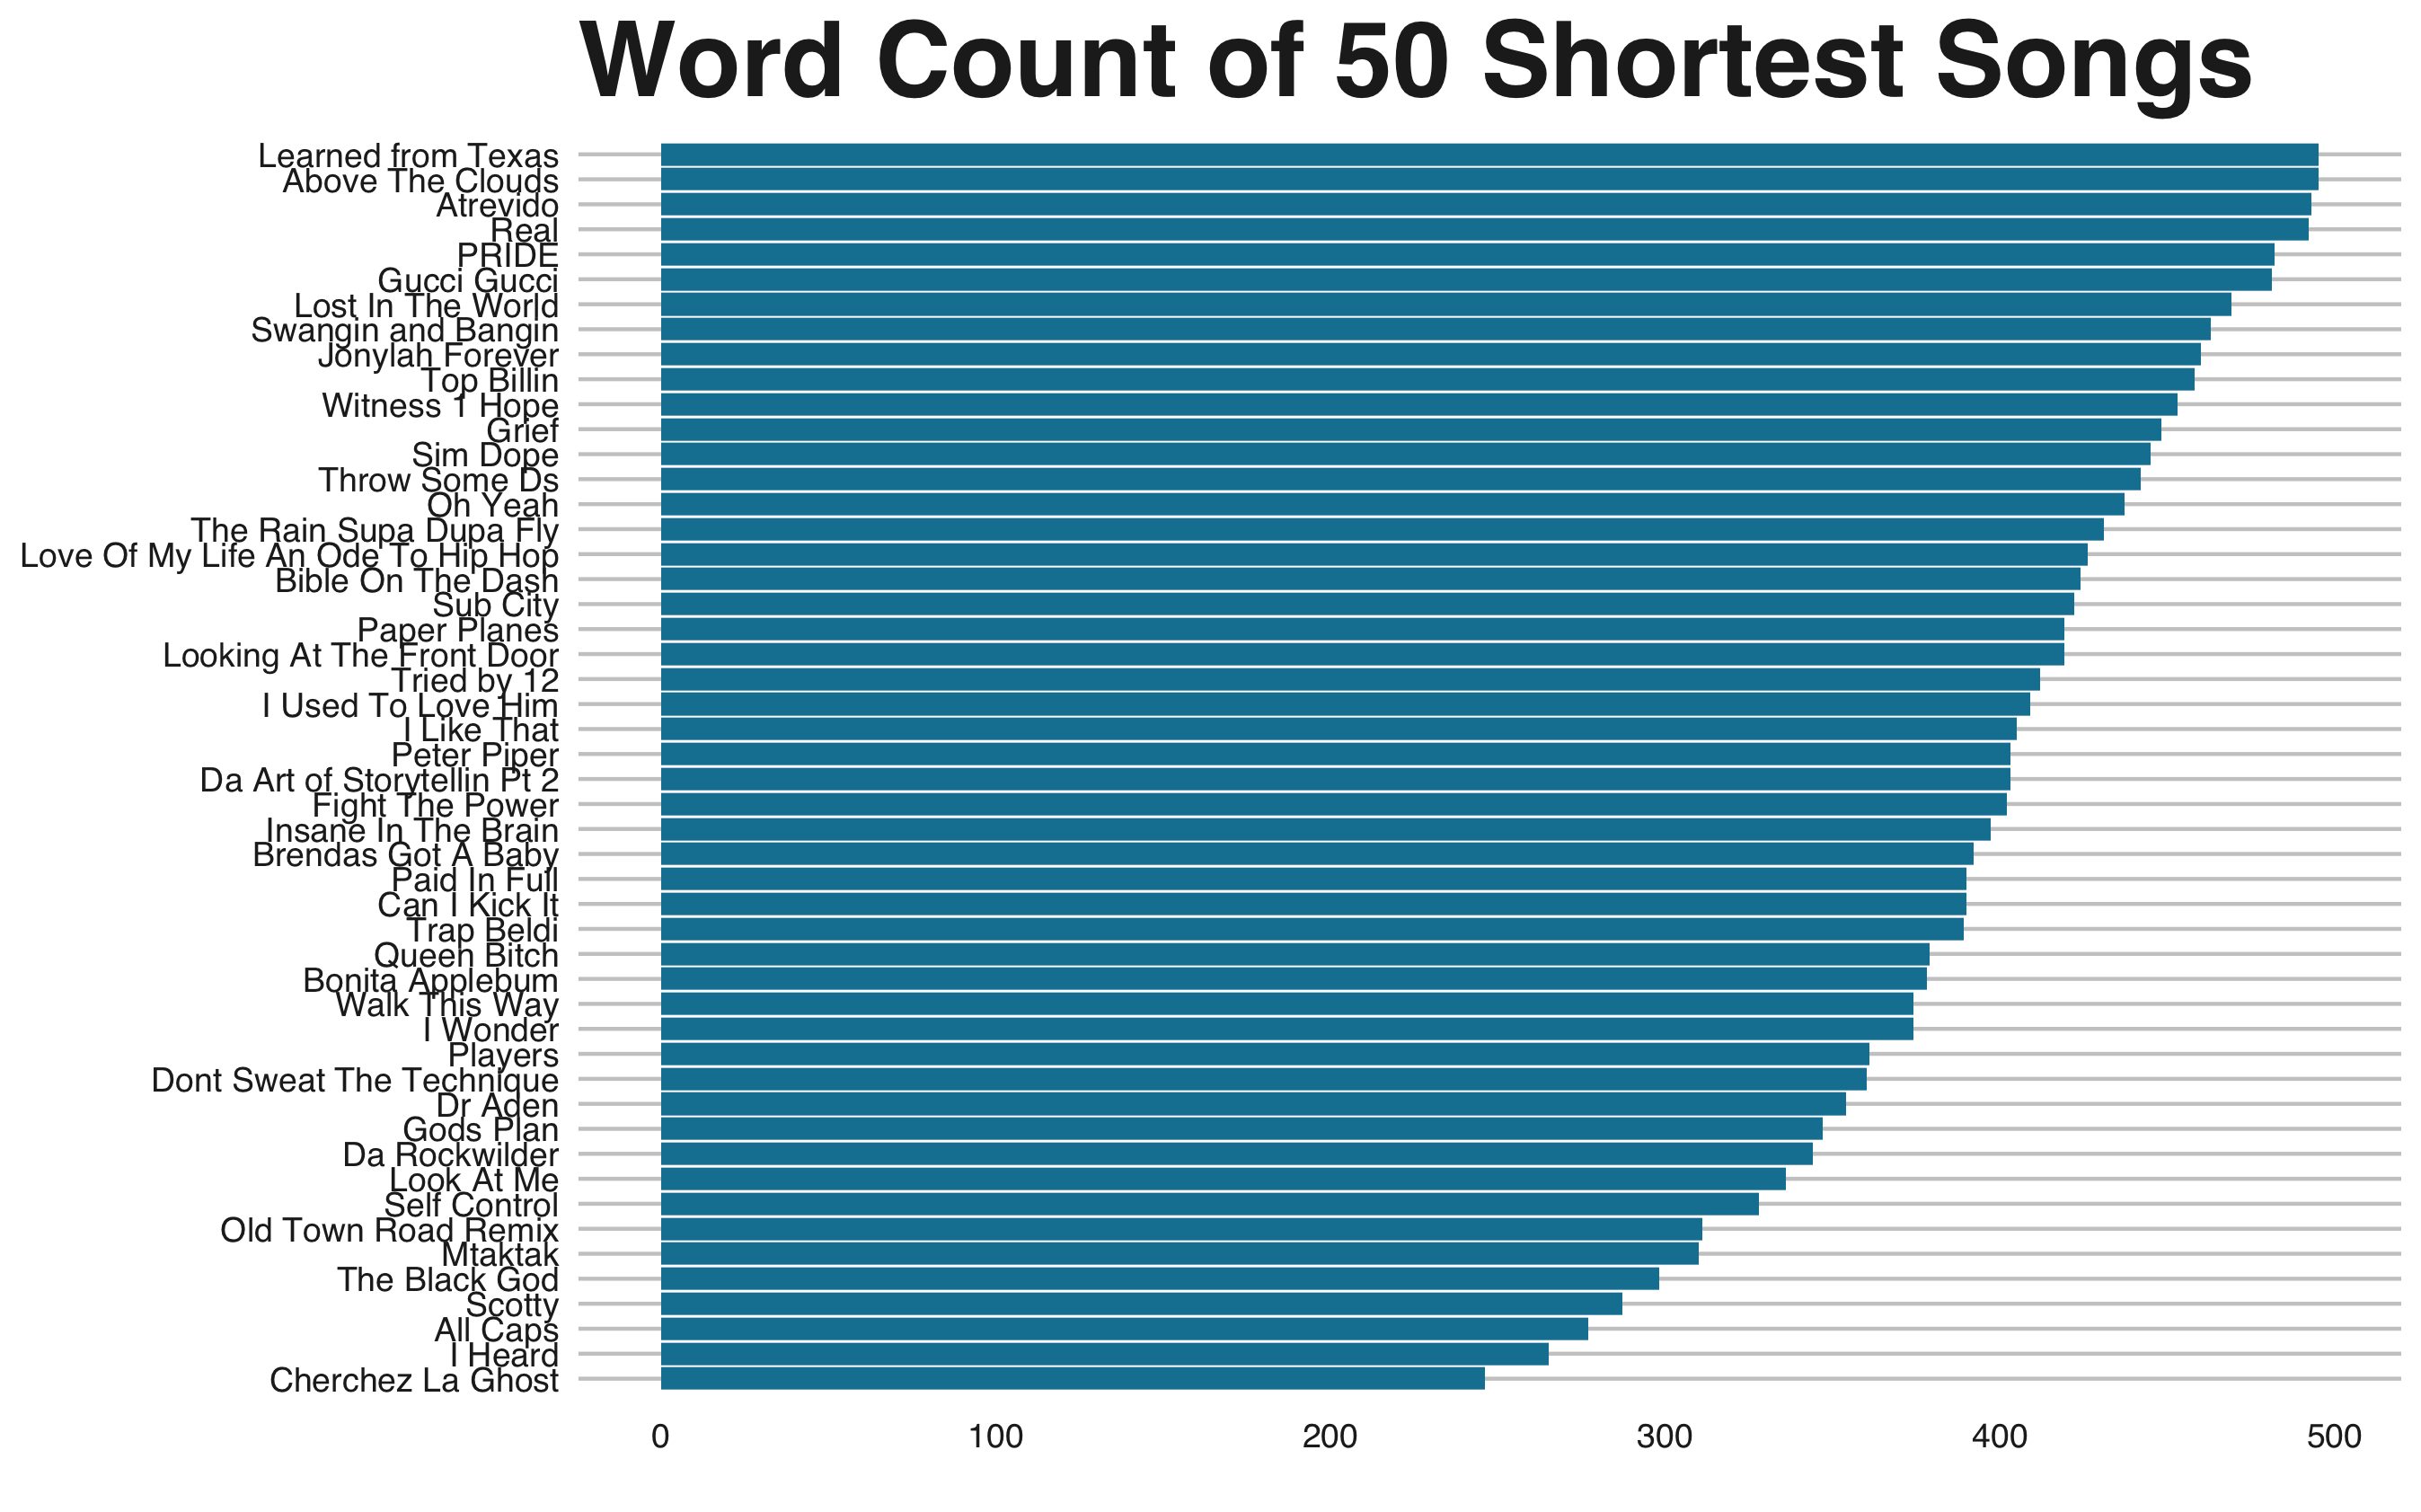 Word Count of 50 Shortest Songs
Learned from Texas
Above The Clouds
Atrevido
Real
PRIDE
Gucci Gucci
Lost In The World
Swangin and Bangin
Jonylah Forever
Top Billin
Witness 1 Hope
Grief
Sim Dope
Throw Some Ds
Oh Yeah
The Rain Supa Dupa Fly
Love Of My Life An Ode To Hip Hop
Bible On The Dash
Sub City
Paper Planes
Looking At The Front Door
Tried by 12
I Used To Love Him
I Like That
Peter Piper
Da Art of Storytellin Pt 2
Fight The Power
Insane In The Brain
Brendas Got A Baby
Paid In Full
Can I Kick It
Trap Beldi
Queen Bitch
Bonita Applebum
Walk This Way
I Wonder
Players
Dont Sweat The Technique
Dr Aden
Gods Plan
Da Rockwilder
Look At Me
Self Control
Old Town Road Remix
Mtaktak
The Black God
Scotty
All Caps
I Heard
Cherchez La Ghost
0 100 200 300 400 500